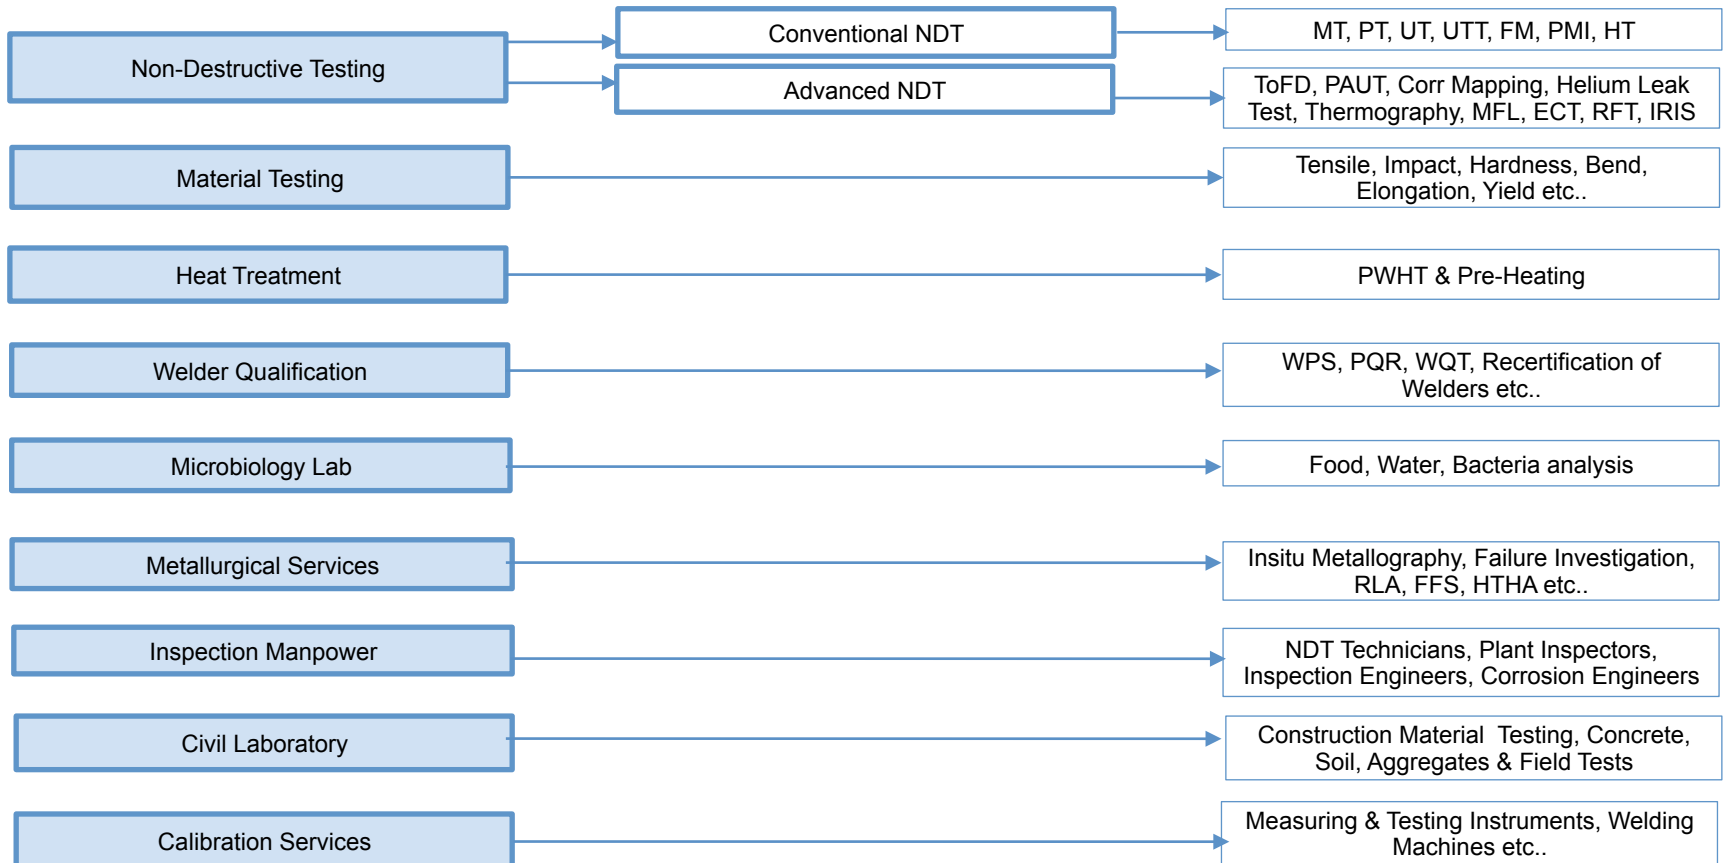 Non-Destructive Testing
Conventional NDT
MT, PT, UT, UTT, FM, PMI, HT
Advanced NDT
ToFD, PAUT, Corr Mapping, Helium Leak
Test, Thermography, MFL, ECT, RFT, IRIS
Material Testing
Tensile, Impact, Hardness, Bend,
Elongation, Yield etc..
Heat Treatment
PWHT & Pre-Heating
Welder Qualification
WPS, PQR, WQT, Recertification of
Welders etc..
Microbiology Lab
Food, Water, Bacteria analysis
Metallurgical Services
Insitu Metallography, Failure Investigation,
RLA, FFS, HTHA etc..
Inspection Manpower
NDT Technicians, Plant Inspectors,
Inspection Engineers, Corrosion Engineers
Civil Laboratory
Construction Material  Testing, Concrete,
Soil, Aggregates & Field Tests
Calibration Services
Measuring & Testing Instruments, Welding
Machines etc..